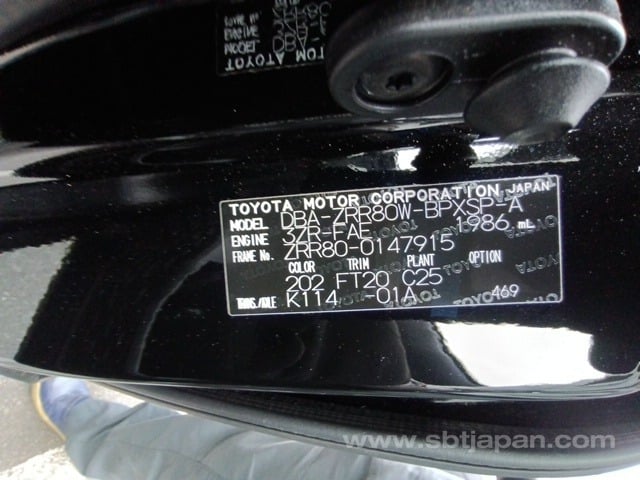 TOYOTA MOTOR CORPORATION JAPAN
MODEL DBA-ZRR80W-BPXSP-A
ENGINE 3ZR-FAE 1986 mL
FRAME No. ZRR80-0147915
COLOR TRIM PLANT OPTION
202 FT20 C25
TRANS./AXLE K114 -01A 469
www.sbtjapan.com